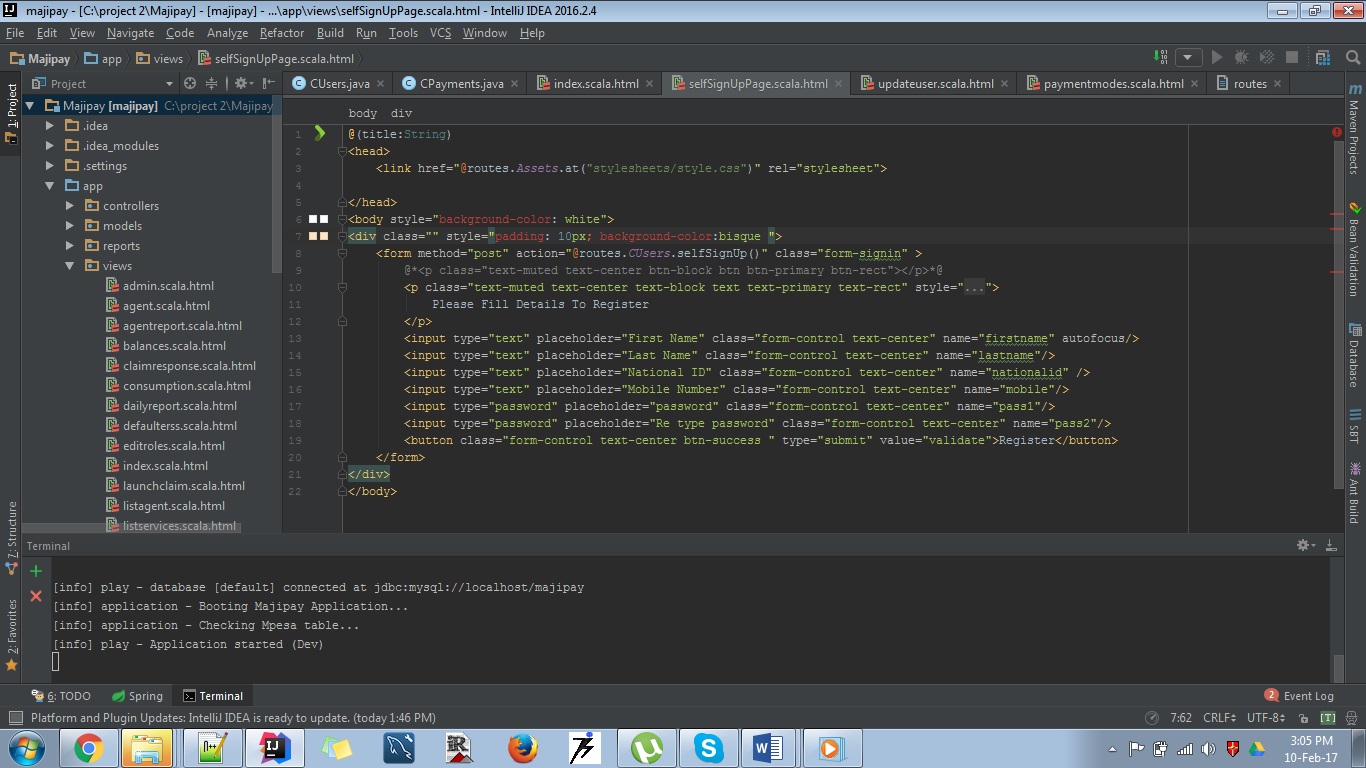 majipay - [C:\project 2\Majipay] - [majipay] - ...\app\views\selfSignUpPage.scala.html - IntelliJ IDEA 2016.2.4
File Edit View Navigate Code Analyze Refactor Build Run Tools VCS Window Help
Majipay app views selfSignUpPage.scala.html
Project
CUsers.java CPayments.java index.scala.html selfSignUpPage.scala.html updateuser.scala.html paymentmodes.scala.html routes
1: Project
7: Structure
2: Favorites
Majipay [majipay] C:\project 2\Majipay
.idea
.idea_modules
.settings
app
controllers
models
reports
views
admin.scala.html
agent.scala.html
agentreport.scala.html
balances.scala.html
claimresponse.scala.html
consumption.scala.html
dailyreport.scala.html
defaulterss.scala.html
editroles.scala.html
index.scala.html
launchclaim.scala.html
listagent.scala.html
listservices.scala.html
body div
1 @(title:String)
2 <head>
3 <link href="@routes.Assets.at("stylesheets/style.css")" rel="stylesheet">
4
5 </head>
6 <body style="background-color: white">
7 <div class="" style="padding: 10px; background-color:bisque ">
8 <form method="post" action="@routes.CUsers.selfSignUp()" class="form-signin" >
9 @*<p class="text-muted text-center btn-block btn btn-primary btn-rect"></p>*@
10 <p class="text-muted text-center text-block text text-primary text-rect" style="...">
11 Please Fill Details To Register
12 </p>
13 <input type="text" placeholder="First Name" class="form-control text-center" name="firstname" autofocus/>
14 <input type="text" placeholder="Last Name" class="form-control text-center" name="lastname"/>
15 <input type="text" placeholder="National ID" class="form-control text-center" name="nationalid" />
16 <input type="text" placeholder="Mobile Number" class="form-control text-center" name="mobile"/>
17 <input type="password" placeholder="password" class="form-control text-center" name="pass1"/>
18 <input type="password" placeholder="Re type password" class="form-control text-center" name="pass2"/>
19 <button class="form-control text-center btn-success " type="submit" value="validate">Register</button>
20 </form>
21 </div>
22 </body>
Maven Projects
Bean Validation
Database
SBT
Ant Build
Terminal
[info] play - database [default] connected at jdbc:mysql://localhost/majipay
[info] application - Booting Majipay Application...
[info] application - Checking Mpesa table...
[info] play - Application started (Dev)
6: TODO Spring Terminal 2 Event Log
Platform and Plugin Updates: IntelliJ IDEA is ready to update. (today 1:46 PM) 7:62 CRLF UTF-8 [T]
3:05 PM
10-Feb-17